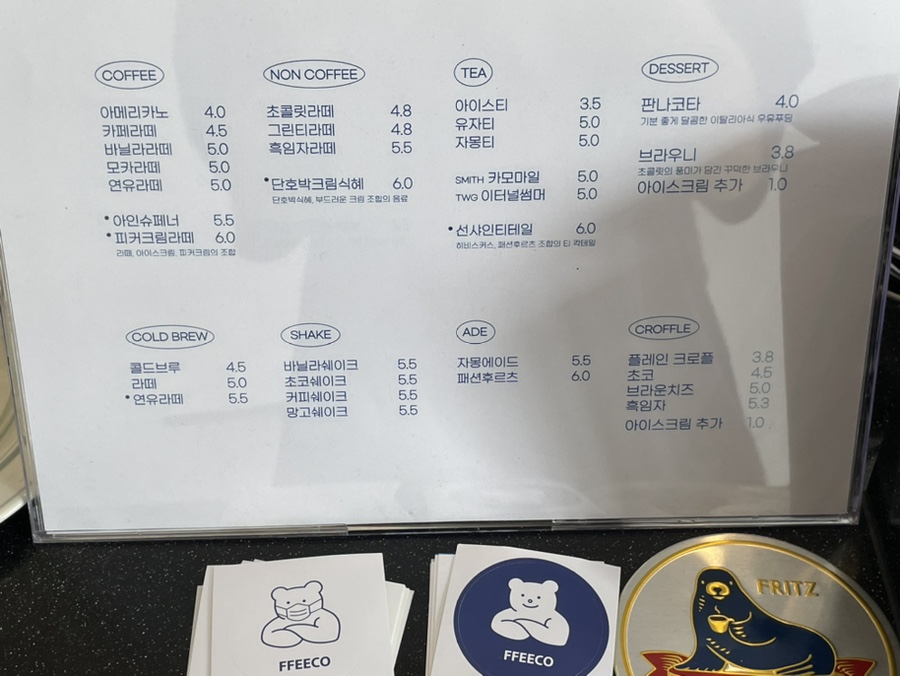 COFFEE
아메리카노 4.0
카페라떼 4.5
바닐라라떼 5.0
모카라떼 5.0
연유라떼 5.0
•아인슈페너 5.5
•피커크림라떼 6.0
라떼, 아이스크림, 피커크림의 조합
NON COFFEE
초콜릿라떼 4.8
그린티라떼 4.8
흑임자라떼 5.5
•단호박크림식혜 6.0
단호박식혜, 부드러운 크림 조합의 음료
TEA
아이스티 3.5
유자티 5.0
자몽티 5.0
SMITH 카모마일 5.0
TWG 이터널썸머 5.0
•선샤인티테일 6.0
히비스커스, 패션후르츠 조합의 티 칵테일
DESSERT
판나코타 4.0
기분 좋게 달콤한 이탈리아식 우유푸딩
브라우니 3.8
초콜릿의 풍미가 담긴 꾸덕한 브라우니
아이스크림 추가 1.0
COLD BREW
콜드브루 4.5
라떼 5.0
•연유라떼 5.5
SHAKE
바닐라쉐이크 5.5
초코쉐이크 5.5
커피쉐이크 5.5
망고쉐이크 5.5
ADE
자몽에이드 5.5
패션후르츠 6.0
CROFFLE
플레인 크로플 3.8
초코 4.5
브라운치즈 5.0
흑임자 5.3
아이스크림 추가 1.0
FFEECO
FFEECO
FRITZ